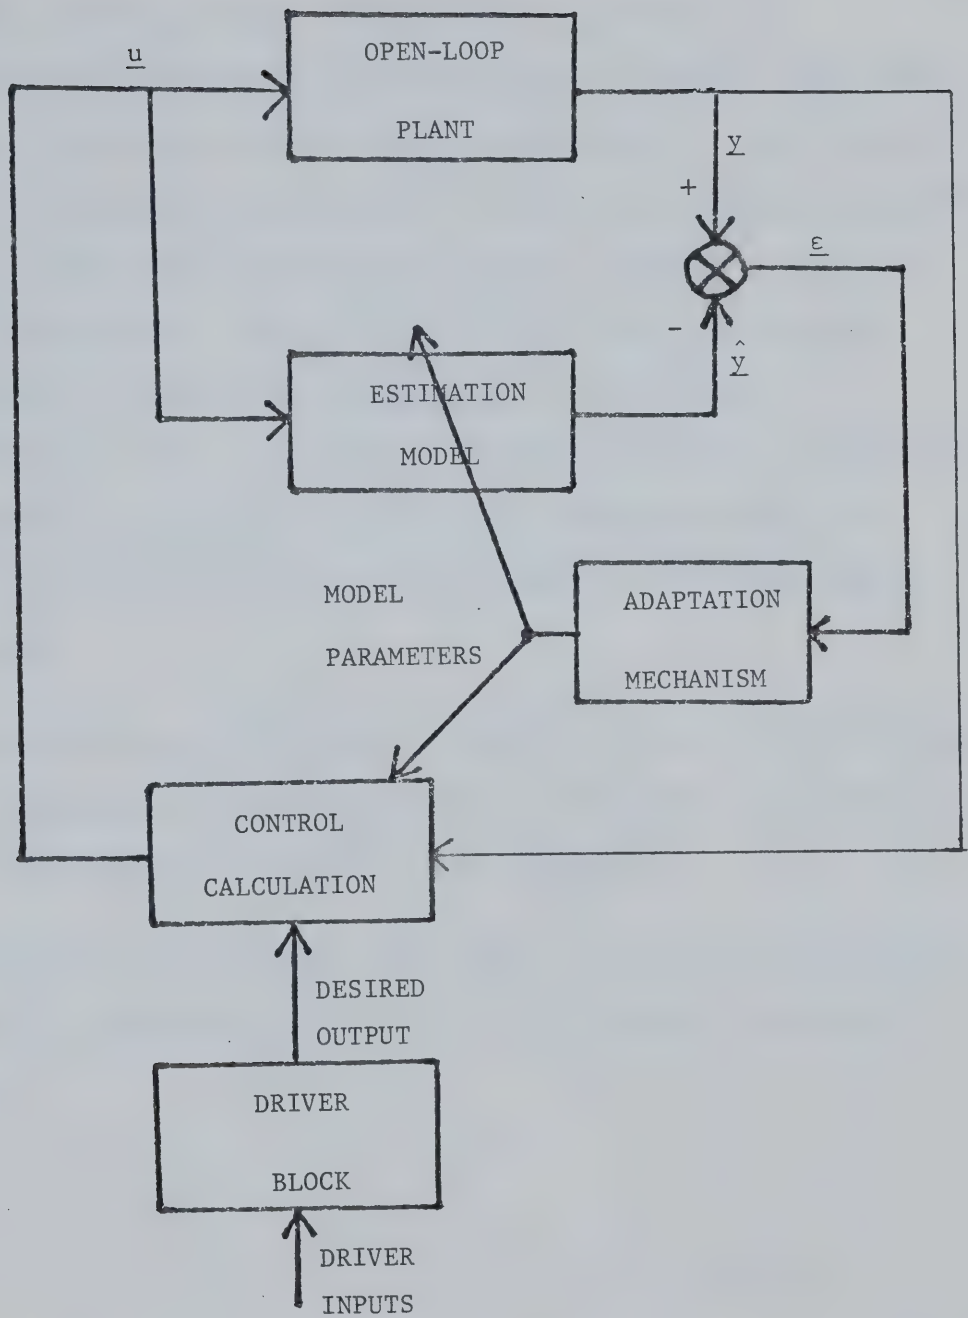 u
OPEN-LOOP
PLANT
y
+
ε
-
ŷ
ESTIMATION
MODEL
MODEL
PARAMETERS
ADAPTATION
MECHANISM
CONTROL
CALCULATION
DESIRED
OUTPUT
DRIVER
BLOCK
DRIVER
INPUTS